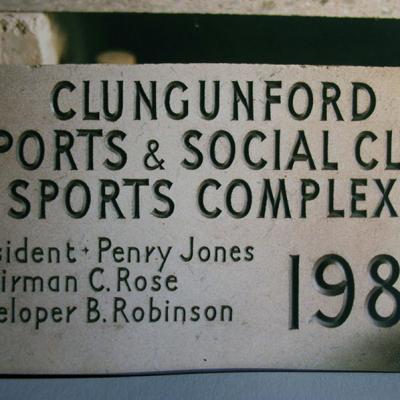 CLUNGUNFORD
PORTS & SOCIAL CL
SPORTS COMPLEX
sident Penry Jones
irman C. Rose
eloper B. Robinson
198